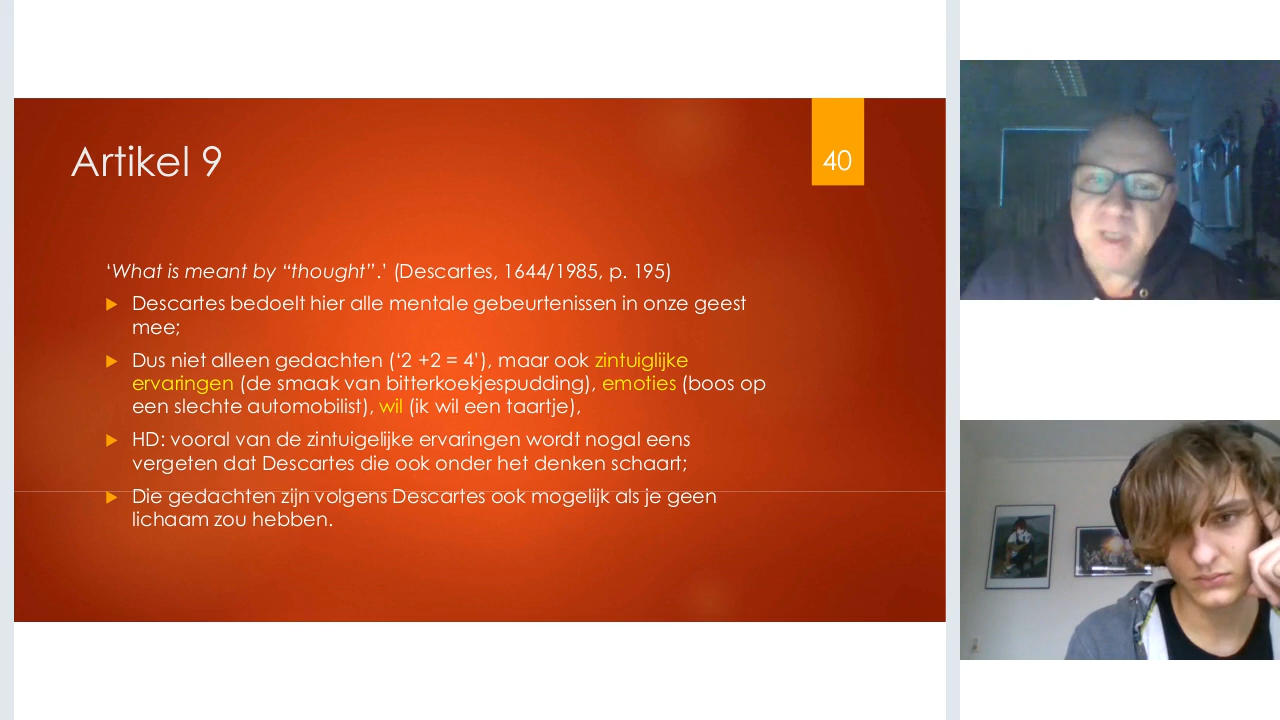 Artikel 9
40
‘What is meant by “thought”.’ (Descartes, 1644/1985, p. 195)
Descartes bedoelt hier alle mentale gebeurtenissen in onze geest
mee;
Dus niet alleen gedachten (‘2 +2 = 4’), maar ook zintuiglijke
ervaringen (de smaak van bitterkoekjespudding), emoties (boos op
een slechte automobilist), wil (ik wil een taartje),
HD: vooral van de zintuigelijke ervaringen wordt nogal eens
vergeten dat Descartes die ook onder het denken schaart;
Die gedachten zijn volgens Descartes ook mogelijk als je geen
lichaam zou hebben.